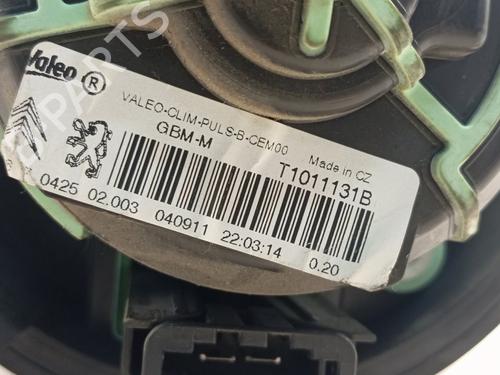 Valeo ®
VALEO-CLIM-PULS-B-CEM00
GBM-M
Made in CZ
T1011131B
0425 02.003 040911 22:03:14 0.20
PARTS